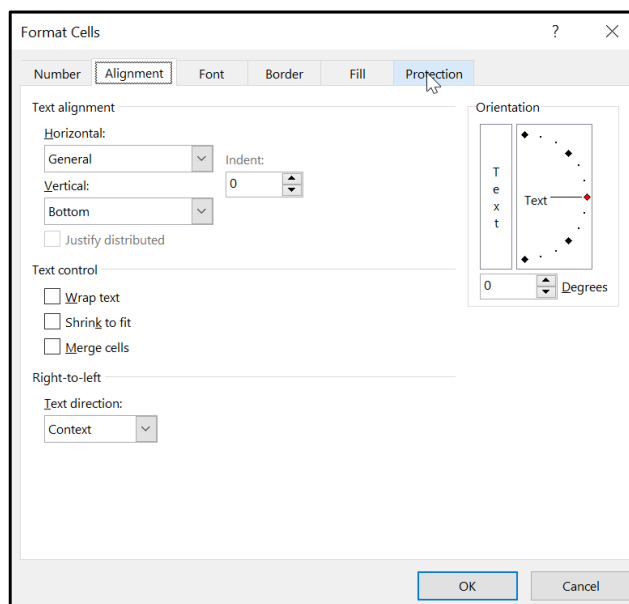 Format Cells ?
Number Alignment Font Border Fill Protection
Text alignment
Horizontal:
General
Indent:
0
Vertical:
Bottom
Justify distributed
Text control
Wrap text
Shrink to fit
Merge cells
Right-to-left
Text direction:
Context
Orientation
Text
Text
0 Degrees
OK Cancel